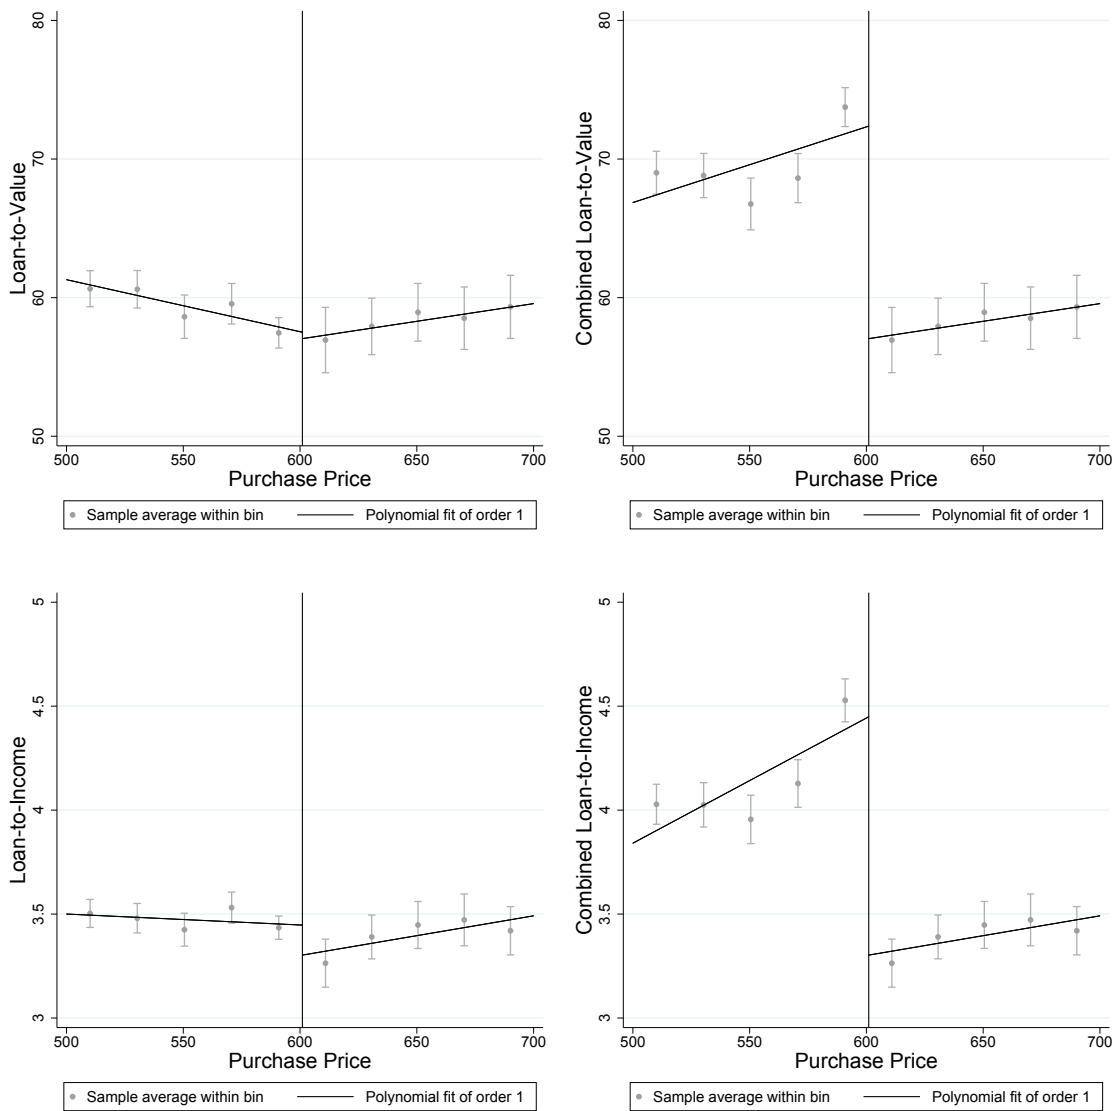 Loan-to-Value
80
70
60
50
500 550 600 650 700
Purchase Price
Sample average within bin Polynomial fit of order 1
Combined Loan-to-Value
80
70
60
50
500 550 600 650 700
Purchase Price
Sample average within bin Polynomial fit of order 1
Loan-to-Income
5
4.5
4
3.5
3
500 550 600 650 700
Purchase Price
Sample average within bin Polynomial fit of order 1
Combined Loan-to-Income
5
4.5
4
3.5
3
500 550 600 650 700
Purchase Price
Sample average within bin Polynomial fit of order 1